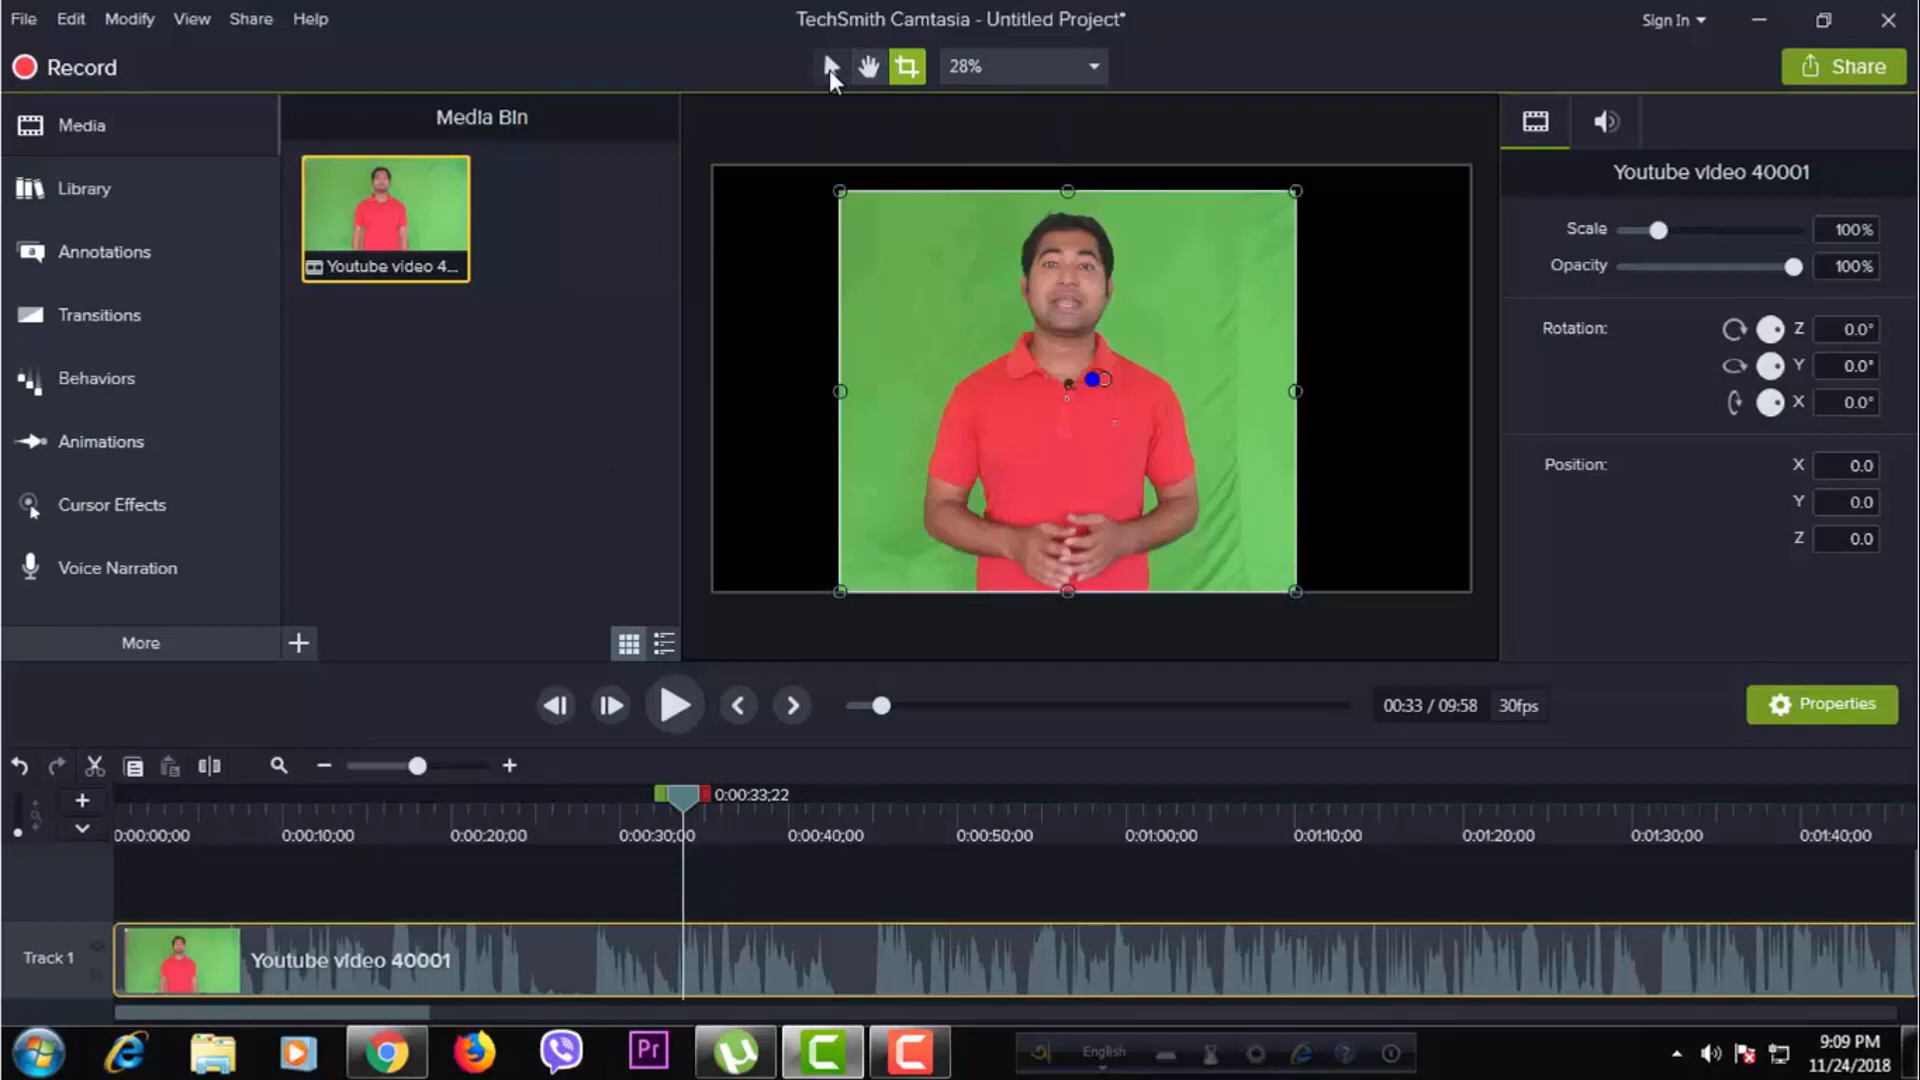 File Edit Modify View Share Help
TechSmith Camtasia - Untitled Project*
Sign In
Record
28%
Share
Media
Library
Annotations
Transitions
Behaviors
Animations
Cursor Effects
Voice Narration
More
Media Bin
Youtube video 4...
Youtube video 40001
Scale 100%
Opacity 100%
Rotation: Z 0.0°
Y 0.0°
X 0.0°
Position: X 0.0
Y 0.0
Z 0.0
00:33 / 09:58 30fps
Properties
0:00:33;22
0:00:00;00 0:00:10;00 0:00:20;00 0:00:30;00 0:00:40;00 0:00:50;00 0:01:00;00 0:01:10;00 0:01:20;00 0:01:30;00 0:01:40;00
Track 1
Youtube video 40001
Pr
English
9:09 PM
11/24/2018